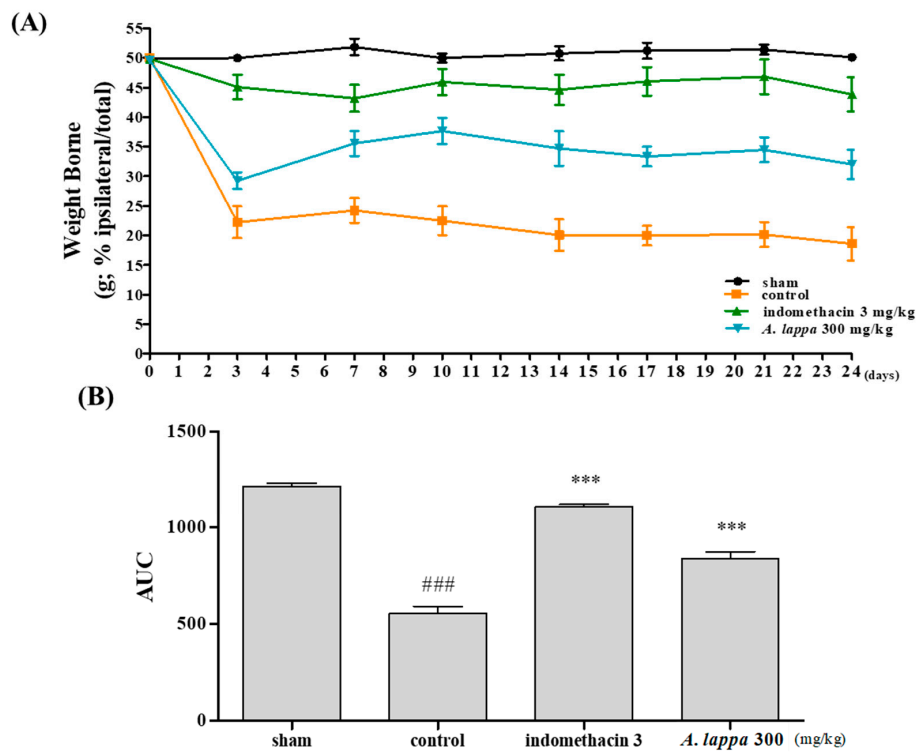 (A)
Weight Borne
(g; % ipsilateral/total)
55
50
45
40
35
30
25
20
15
10
5
0
sham
control
indomethacin 3 mg/kg
A. lappa 300 mg/kg
0 1 2 3 4 5 6 7 8 9 10 11 12 13 14 15 16 17 18 19 20 21 22 23 24 (days)
(B)
AUC
1500
1000
500
0
###
***
***
sham control indomethacin 3 A. lappa 300 (mg/kg)